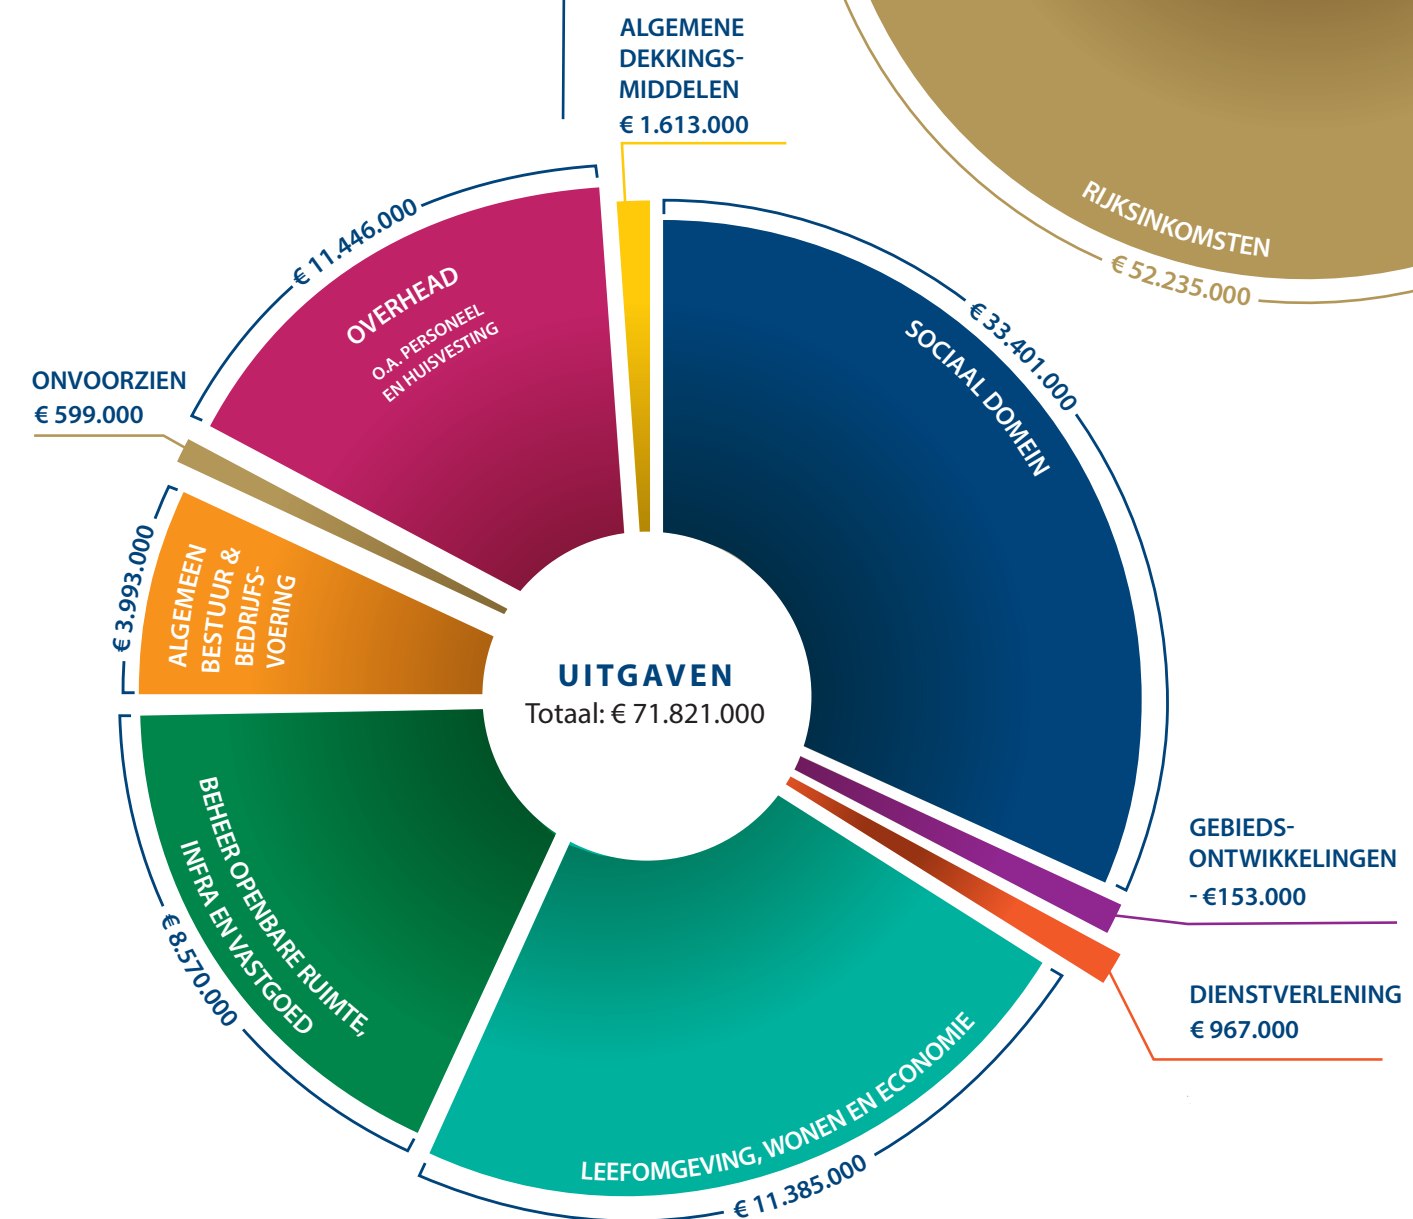 ALGEMENE
DEKKINGS-
MIDDELEN
€ 1.613.000
RIJKSINKOMSTEN
€ 52.235.000
€ 11.446.000
OVERHEAD
O.A. PERSONEEL
EN HUISVESTING
€ 33.401.000
SOCIAAL DOMEIN
ONVOORZIEN
€ 599.000
€ 3.993.000
ALGEMEEN
BESTUUR &
BEDRIJFS-
VOERING
UITGAVEN
Totaal: € 71.821.000
BEHEER OPENBARE RUIMTE,
INFRA EN VASTGOED
€ 8.570.000
GEBIEDS-
ONTWIKKELINGEN
- €153.000
DIENSTVERLENING
€ 967.000
LEEFOMGEVING, WONEN EN ECONOMIE
€ 11.385.000